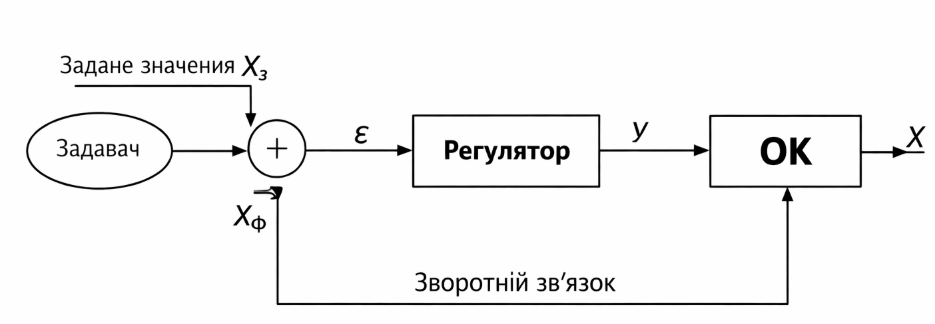 Задане значення Xз
Задавач
+
ε
Регулятор
y
ОК
X
Xф
Зворотній зв’язок